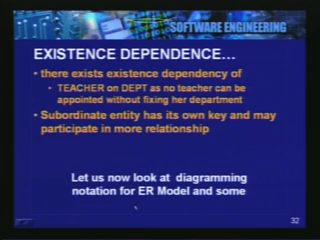 SOFTWARE ENGINEERING
EXISTENCE DEPENDENCE...
• there exists existence dependency of
• TEACHER on DEPT as no teacher can be
appointed without fixing her department
• Subordinate entity has its own key and may
participate in more relationship
Let us now look at diagramming
notation for ER Model and some
32